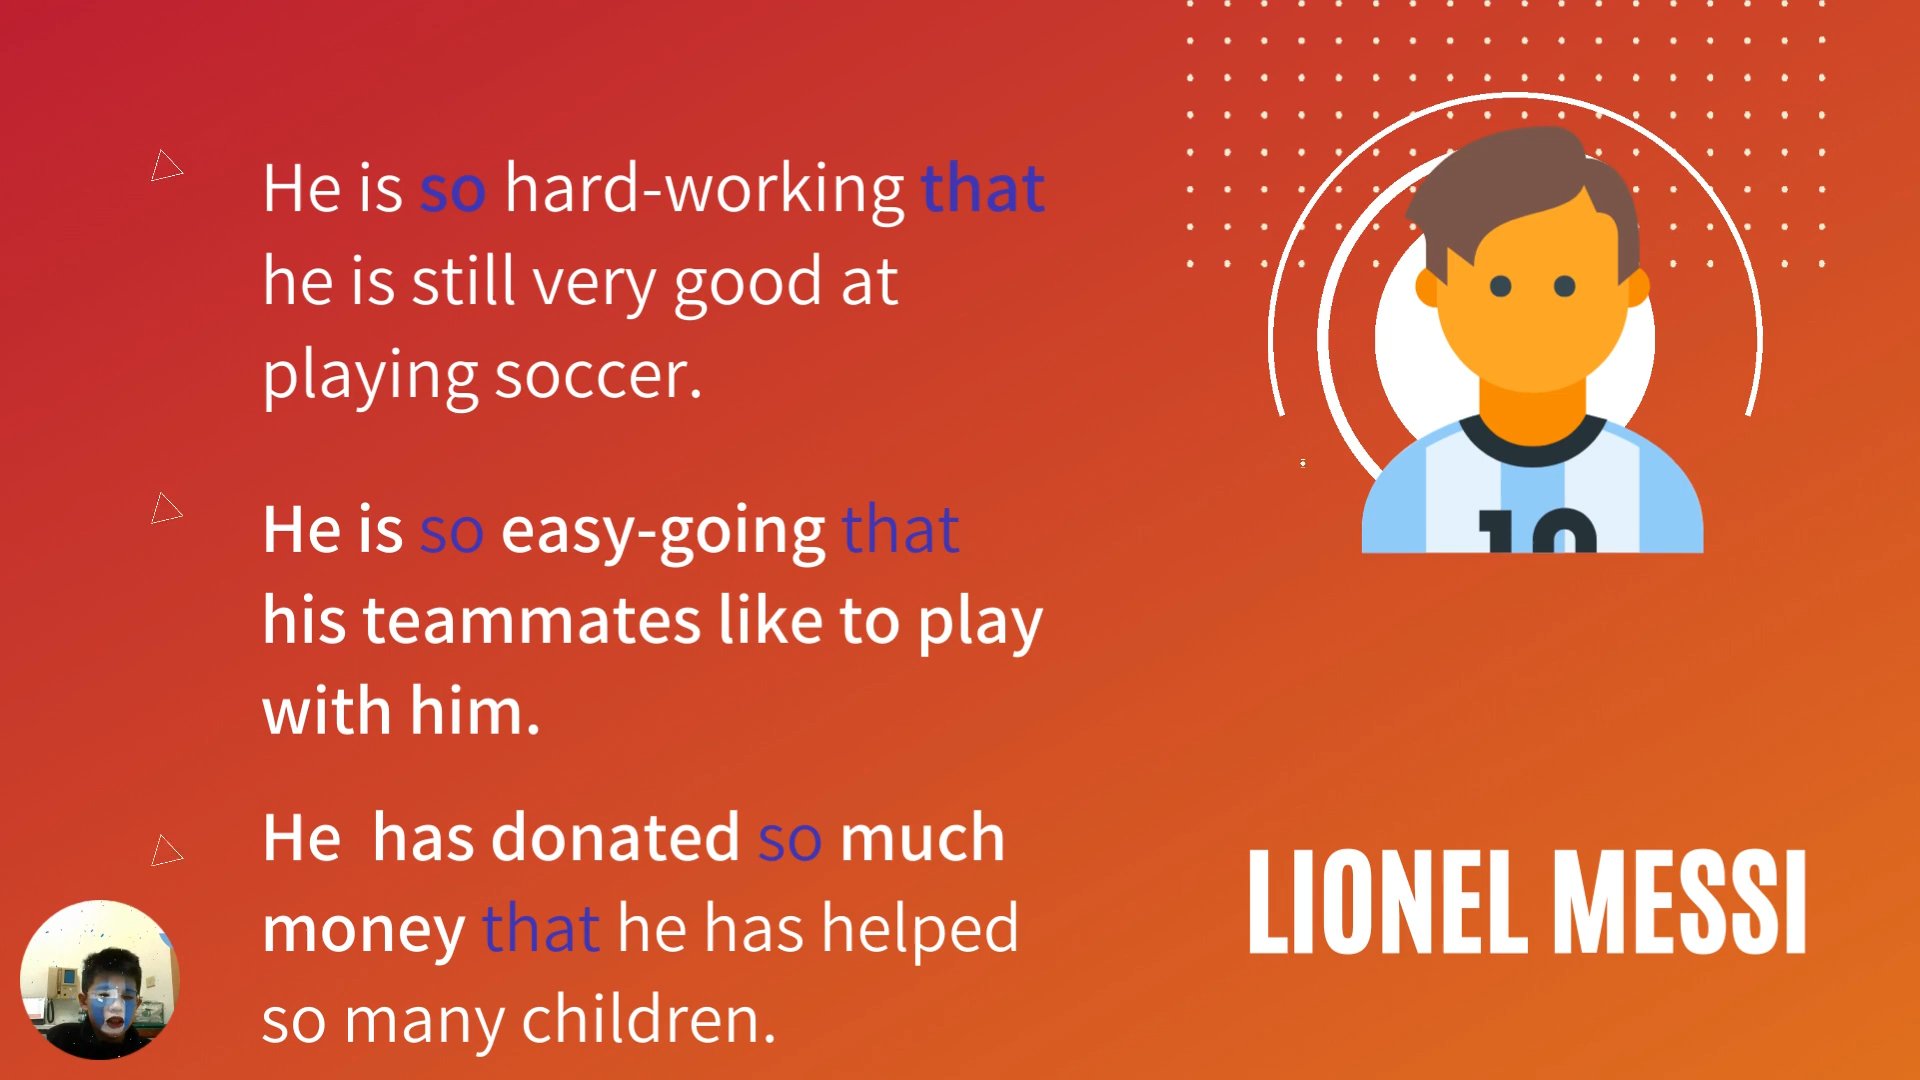 He is so hard-working that
he is still very good at
playing soccer.
He is so easy-going that
his teammates like to play
with him.
He has donated so much
money that he has helped
so many children.
10
LIONEL MESSI